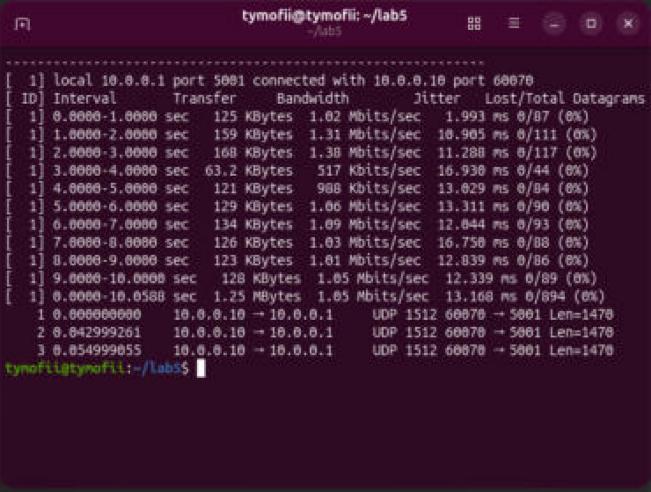 tymofii@tymofii: ~/lab5
~/lab5
------------------------------------------------------------
[  1] local 10.0.0.1 port 5001 connected with 10.0.0.10 port 60070
[ ID] Interval       Transfer     Bandwidth        Jitter   Lost/Total Datagrams
[  1] 0.0000-1.0000 sec   125 KBytes  1.02 Mbits/sec   1.993 ms 0/87 (0%)
[  1] 1.0000-2.0000 sec   159 KBytes  1.31 Mbits/sec  10.905 ms 0/111 (0%)
[  1] 2.0000-3.0000 sec   168 KBytes  1.38 Mbits/sec  11.288 ms 0/117 (0%)
[  1] 3.0000-4.0000 sec  63.2 KBytes   517 Kbits/sec  16.930 ms 0/44 (0%)
[  1] 4.0000-5.0000 sec   121 KBytes   988 Kbits/sec  13.029 ms 0/84 (0%)
[  1] 5.0000-6.0000 sec   129 KBytes  1.06 Mbits/sec  13.311 ms 0/90 (0%)
[  1] 6.0000-7.0000 sec   134 KBytes  1.09 Mbits/sec  12.044 ms 0/93 (0%)
[  1] 7.0000-8.0000 sec   126 KBytes  1.03 Mbits/sec  16.750 ms 0/88 (0%)
[  1] 8.0000-9.0000 sec   123 KBytes  1.01 Mbits/sec  12.839 ms 0/86 (0%)
[  1] 9.0000-10.0000 sec   128 KBytes  1.05 Mbits/sec  12.339 ms 0/89 (0%)
[  1] 0.0000-10.0588 sec  1.25 MBytes  1.05 Mbits/sec  13.168 ms 0/894 (0%)
    1 0.000000000    10.0.0.10 → 10.0.0.1     UDP 1512 60070 → 5001 Len=1470
    2 0.042999261    10.0.0.10 → 10.0.0.1     UDP 1512 60070 → 5001 Len=1470
    3 0.054999055    10.0.0.10 → 10.0.0.1     UDP 1512 60070 → 5001 Len=1470
tymofii@tymofii:~/lab5$